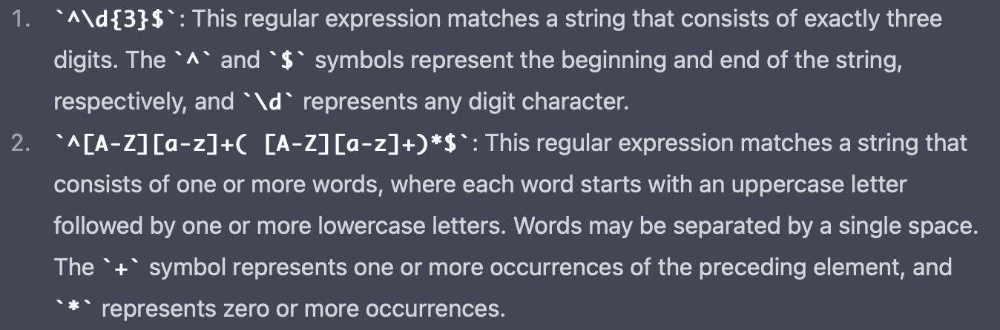 1. `^\d{3}$`: This regular expression matches a string that consists of exactly three
digits. The `^` and `$` symbols represent the beginning and end of the string,
respectively, and `\d` represents any digit character.
2. `^[A-Z][a-z]+( [A-Z][a-z]+)*$`: This regular expression matches a string that
consists of one or more words, where each word starts with an uppercase letter
followed by one or more lowercase letters. Words may be separated by a single space.
The `+` symbol represents one or more occurrences of the preceding element, and
`*` represents zero or more occurrences.